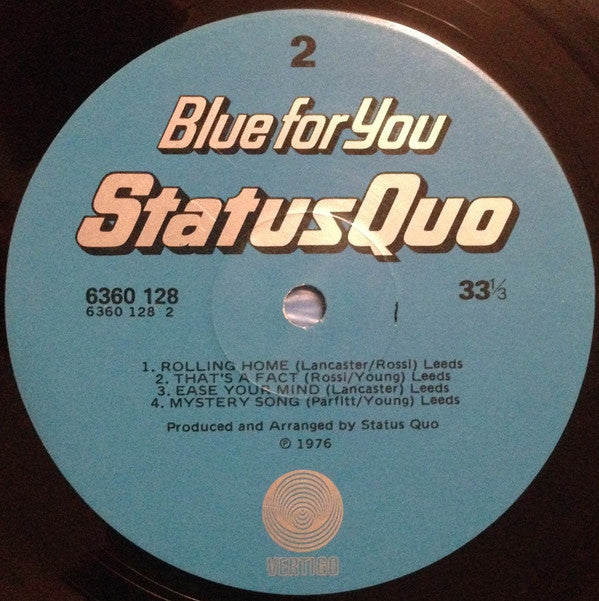 2
Blue for You
Status Quo
6360 128
6360 128 2
33⅓
1. ROLLING HOME (Lancaster/Rossi) Leeds
2. THAT'S A FACT (Rossi/Young) Leeds
3. EASE YOUR MIND (Lancaster) Leeds
4. MYSTERY SONG (Parfitt/Young) Leeds
Produced and Arranged by Status Quo
℗ 1976
VERTIGO